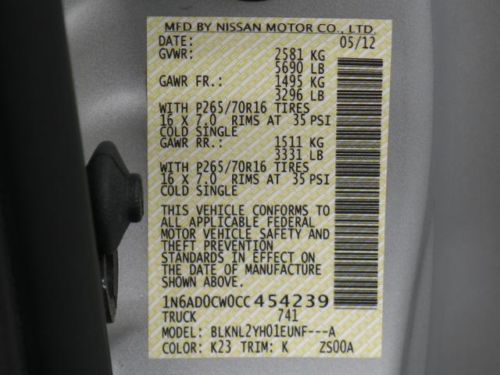 MFD BY NISSAN MOTOR CO., LTD.
DATE: 05/12
GVWR: 2581 KG
5690 LB
GAWR FR.: 1495 KG
3296 LB
WITH P265/70R16 TIRES
16 X 7.0 RIMS AT 35 PSI
COLD SINGLE
GAWR RR.: 1511 KG
3331 LB
WITH P265/70R16 TIRES
16 X 7.0 RIMS AT 35 PSI
COLD SINGLE
THIS VEHICLE CONFORMS TO
ALL APPLICABLE FEDERAL
MOTOR VEHICLE SAFETY AND
THEFT PREVENTION
STANDARDS IN EFFECT ON
THE DATE OF MANUFACTURE
SHOWN ABOVE.
1N6AD0CW0CC 454239
TRUCK 741
MODEL: BLKNL2YH01EUNF---A
COLOR: K23 TRIM: K ZS00A